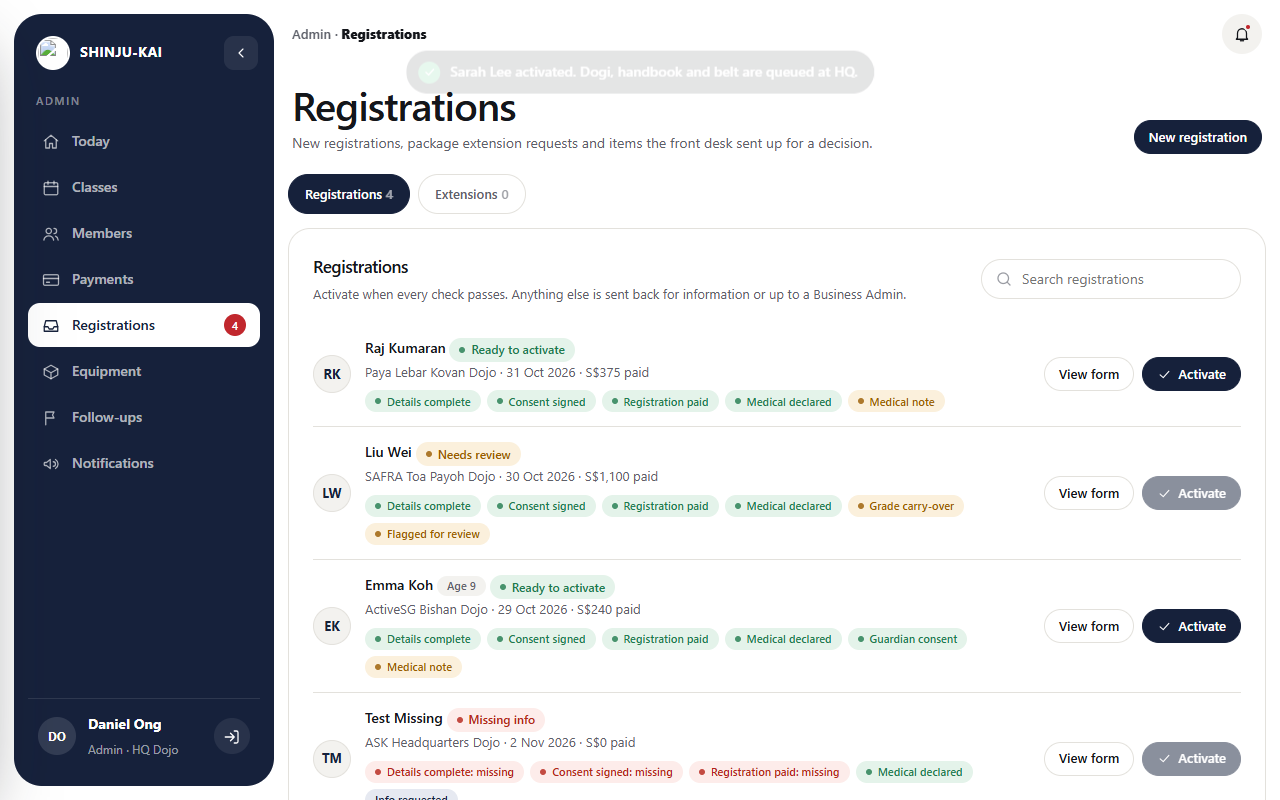 SHINJU-KAI
ADMIN
Today
Classes
Members
Payments
Registrations 4
Equipment
Follow-ups
Notifications
DO
Daniel Ong
Admin · HQ Dojo
Admin · Registrations
Sarah Lee activated. Dogi, handbook and belt are queued at HQ.
Registrations
New registrations, package extension requests and items the front desk sent up for a decision.
New registration
Registrations 4
Extensions 0
Registrations
Activate when every check passes. Anything else is sent back for information or up to a Business Admin.
Search registrations
RK
Raj Kumaran Ready to activate
Paya Lebar Kovan Dojo · 31 Oct 2026 · S$375 paid
Details complete Consent signed Registration paid Medical declared Medical note
View form Activate
LW
Liu Wei Needs review
SAFRA Toa Payoh Dojo · 30 Oct 2026 · S$1,100 paid
Details complete Consent signed Registration paid Medical declared Grade carry-over
Flagged for review
View form Activate
EK
Emma Koh Age 9 Ready to activate
ActiveSG Bishan Dojo · 29 Oct 2026 · S$240 paid
Details complete Consent signed Registration paid Medical declared Guardian consent
Medical note
View form Activate
TM
Test Missing Missing info
ASK Headquarters Dojo · 2 Nov 2026 · S$0 paid
Details complete: missing Consent signed: missing Registration paid: missing Medical declared
Info requested
View form Activate